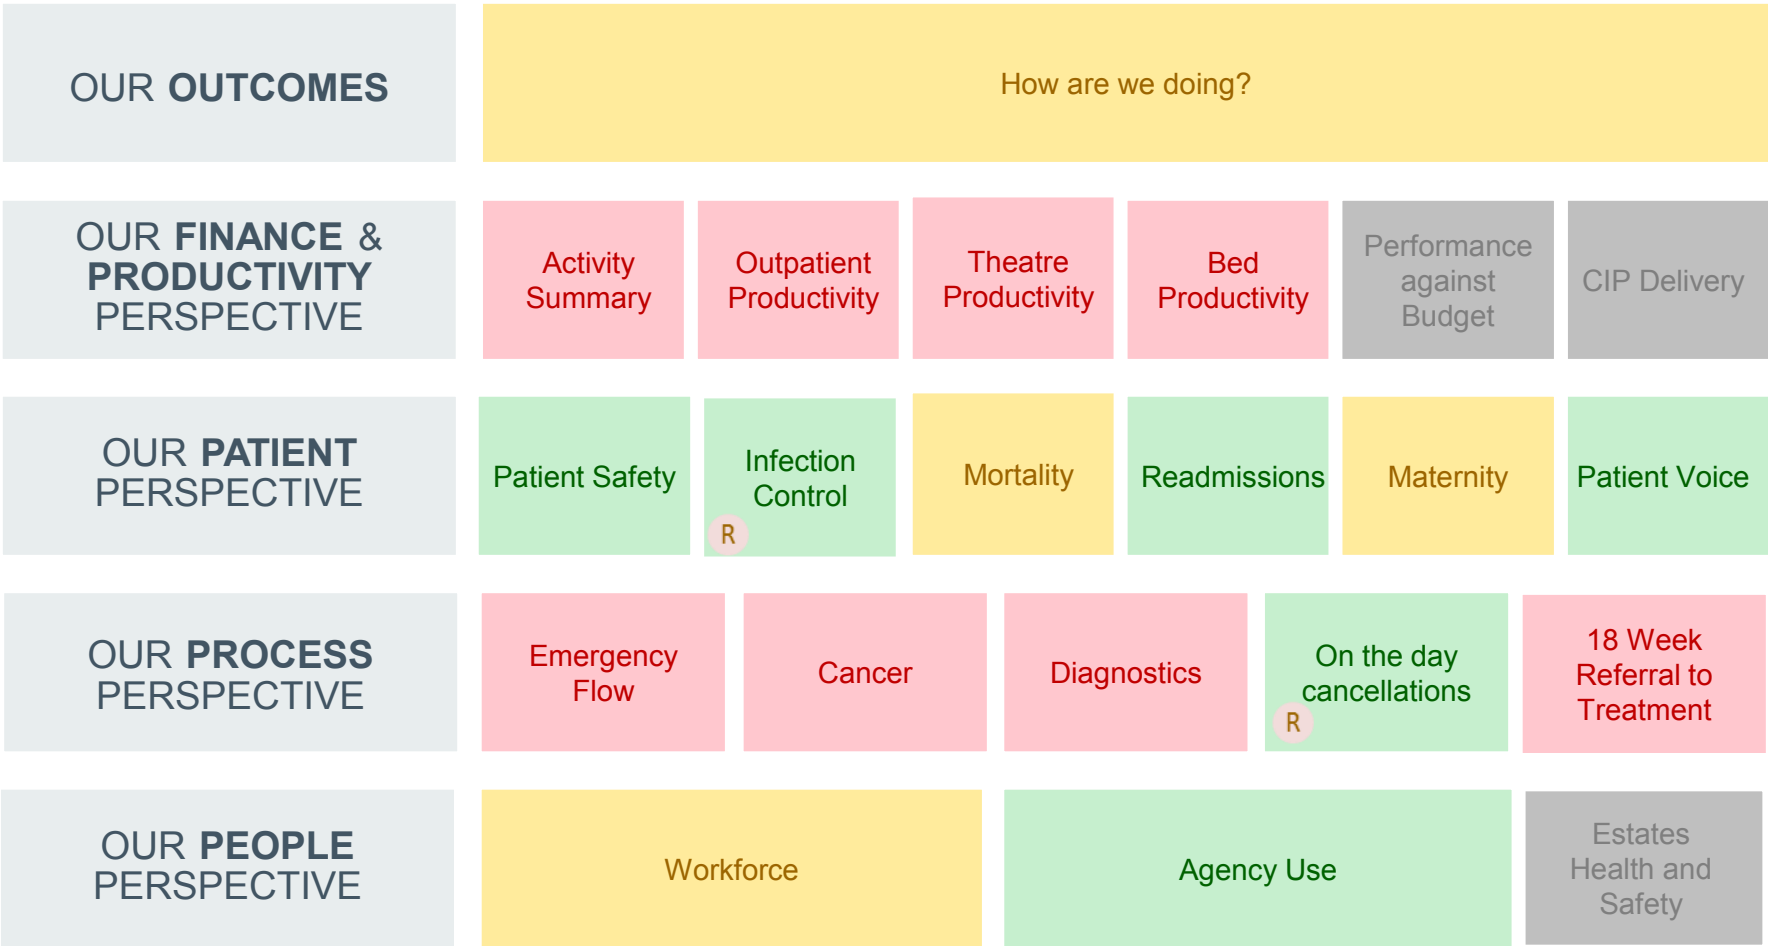 OUR OUTCOMES
How are we doing?
OUR FINANCE &
PRODUCTIVITY
PERSPECTIVE
Activity
Summary
Outpatient
Productivity
Theatre
Productivity
Bed
Productivity
Performance
against
Budget
CIP Delivery
OUR PATIENT
PERSPECTIVE
Patient Safety
Infection
Control
R
Mortality
Readmissions
Maternity
Patient Voice
OUR PROCESS
PERSPECTIVE
Emergency
Flow
Cancer
Diagnostics
On the day
cancellations
R
18 Week
Referral to
Treatment
OUR PEOPLE
PERSPECTIVE
Workforce
Agency Use
Estates
Health and
Safety